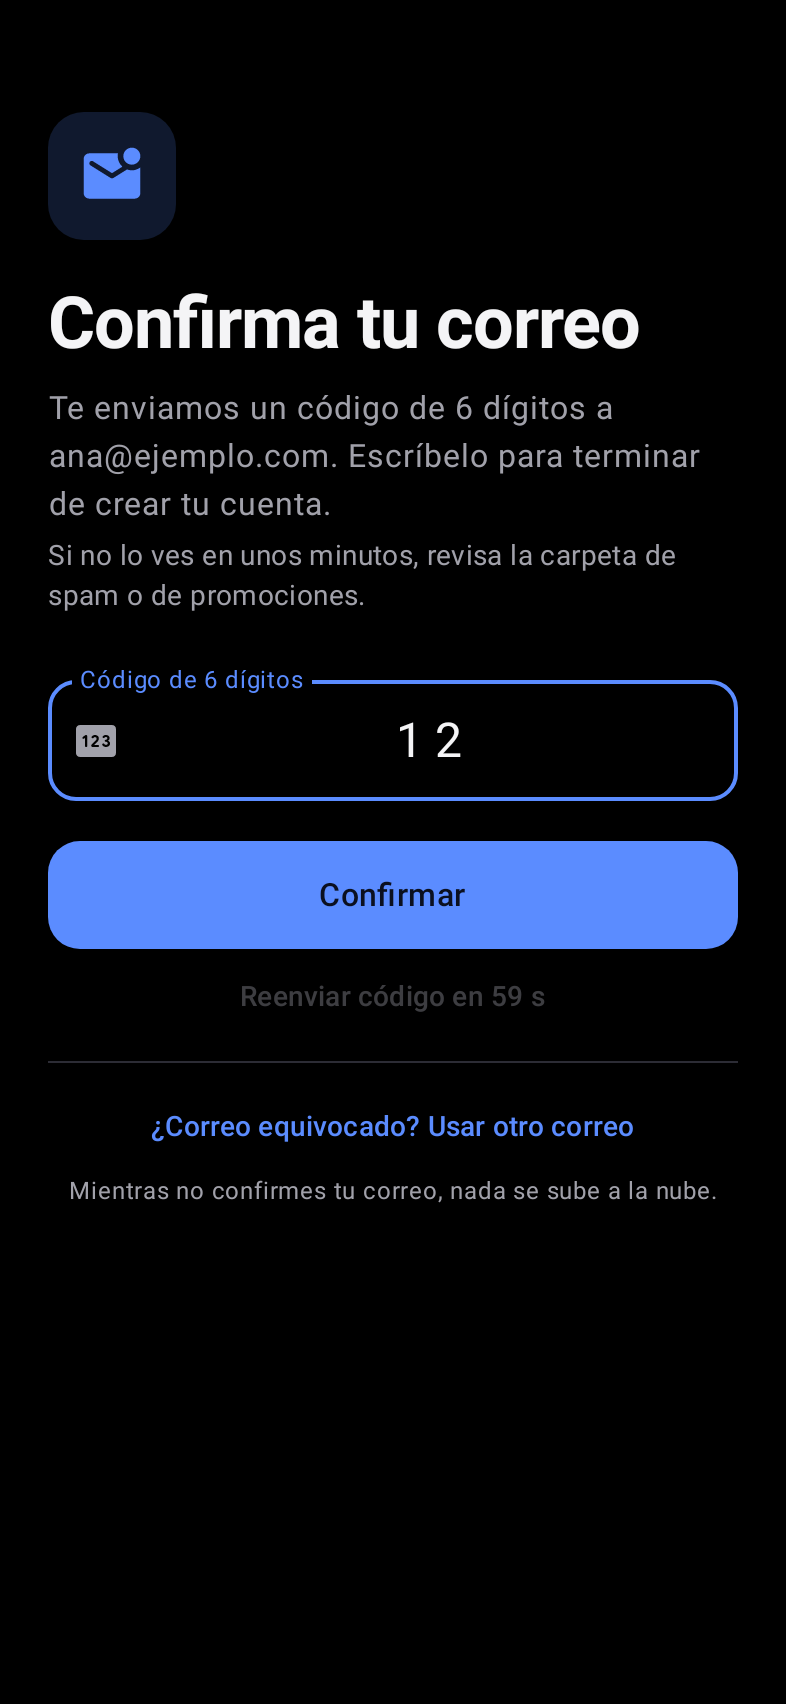 Confirma tu correo
Te enviamos un código de 6 dígitos a
ana@ejemplo.com. Escríbelo para terminar
de crear tu cuenta.
Si no lo ves en unos minutos, revisa la carpeta de
spam o de promociones.
Código de 6 dígitos
123
1 2
Confirmar
Reenviar código en 59 s
¿Correo equivocado? Usar otro correo
Mientras no confirmes tu correo, nada se sube a la nube.